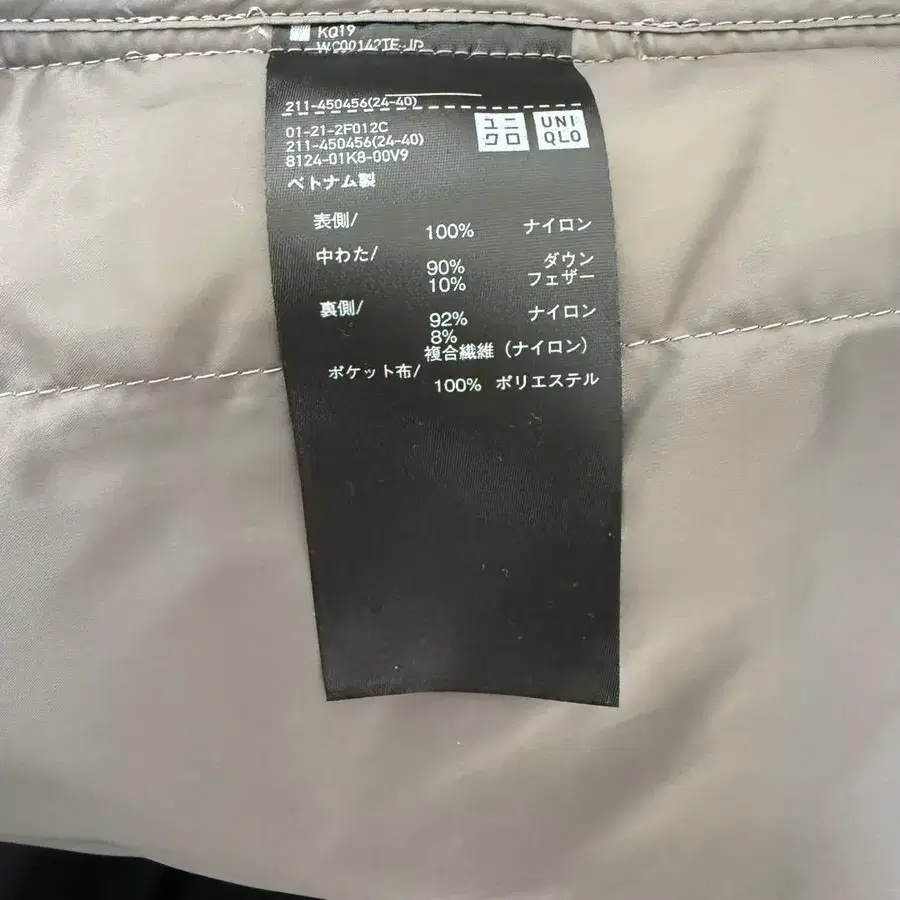 KQ19
WC00142TE-JP
211-450456(24-40)
01-21-2F012C
211-450456(24-40)
8124-01K8-00V9
ユニクロ
UNIQLO
ベトナム製
表側/ 100% ナイロン
中わた/ 90% ダウン
10% フェザー
裏側/ 92% ナイロン
8%
複合繊維(ナイロン)
ポケット布/ 100% ポリエステル